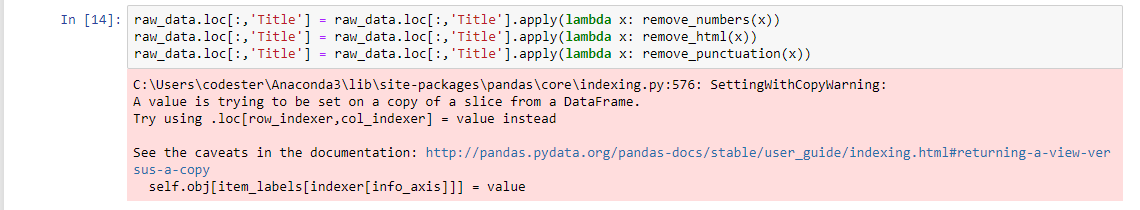 In [14]: raw_data.loc[:,'Title'] = raw_data.loc[:,'Title'].apply(lambda x: remove_numbers(x))
raw_data.loc[:,'Title'] = raw_data.loc[:,'Title'].apply(lambda x: remove_html(x))
raw_data.loc[:,'Title'] = raw_data.loc[:,'Title'].apply(lambda x: remove_punctuation(x))
C:\Users\codester\Anaconda3\lib\site-packages\pandas\core\indexing.py:576: SettingWithCopyWarning:
A value is trying to be set on a copy of a slice from a DataFrame.
Try using .loc[row_indexer,col_indexer] = value instead
See the caveats in the documentation: http://pandas.pydata.org/pandas-docs/stable/user_guide/indexing.html#returning-a-view-ver
sus-a-copy
self.obj[item_labels[indexer[info_axis]]] = value